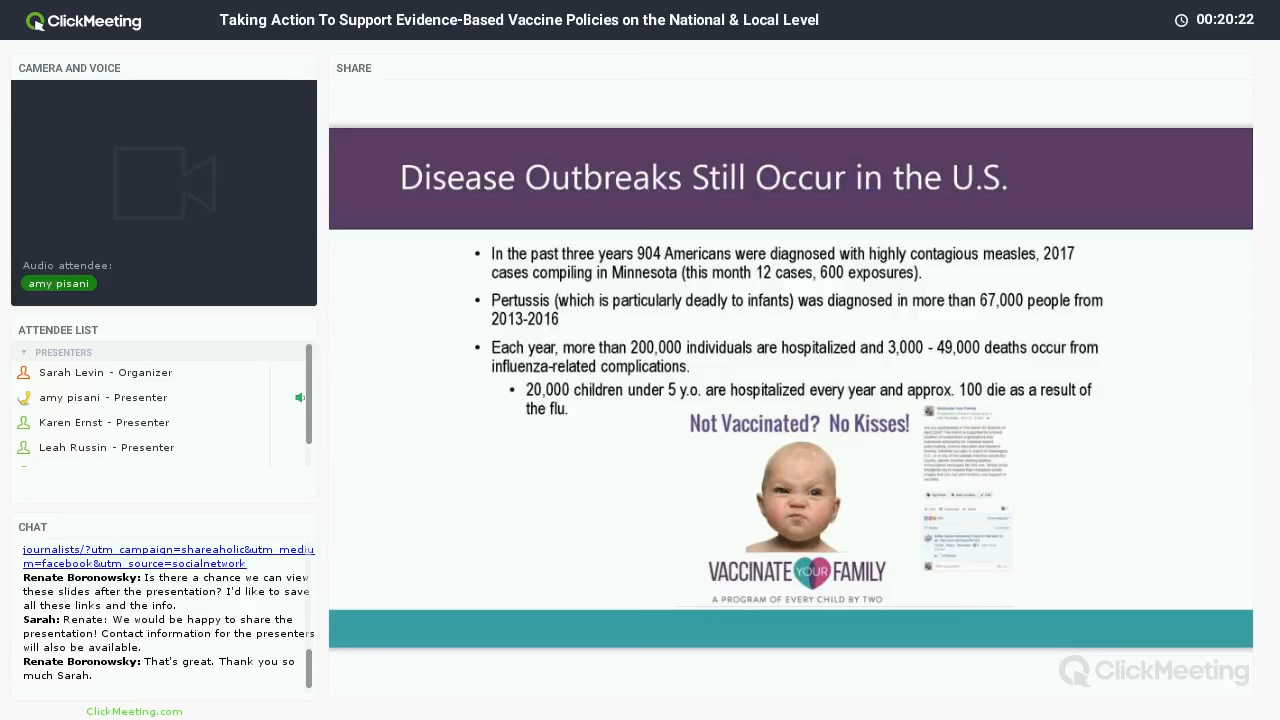 ClickMeeting
Taking Action To Support Evidence-Based Vaccine Policies on the National & Local Level
00:20:22
CAMERA AND VOICE
Audio attendee:
amy pisani
ATTENDEE LIST
PRESENTERS
Sarah Levin - Organizer
amy pisani - Presenter
Karen Ernst - Presenter
CHAT
journalists/?utm_campaign=shareaholic&utm_mediu
m=facebook&utm_source=socialnetwork
Renate Boronowsky: Is there a chance I can view
these slides after the presentation? I'd like to save
all of the links if possibly.
Sarah: Renate: We would be happy to share the
presentation! Contact information for the presenters
will also be available.
Renate Boronowsky: That's great. Thank you so
much Sarah.
ClickMeeting.com
SHARE
Disease Outbreaks Still Occur in the U.S.
• In the past three years 904 Americans were diagnosed with highly contagious measles, 2017
cases compiling in Minnesota (this month 12 cases, 600 exposures).
• Pertussis (which is particularly deadly to infants) was diagnosed in more than 67,000 people from
2013-2016
• Each year, more than 200,000 individuals are hospitalized and 3,000 - 49,000 deaths occur from
influenza-related complications.
• 20,000 children under 5 y.o. are hospitalized every year and approx. 100 die as a result of
the flu.
Not Vaccinated? No Kisses!
VACCINATE YOUR FAMILY
A PROGRAM OF EVERY CHILD BY TWO
ClickMeeting